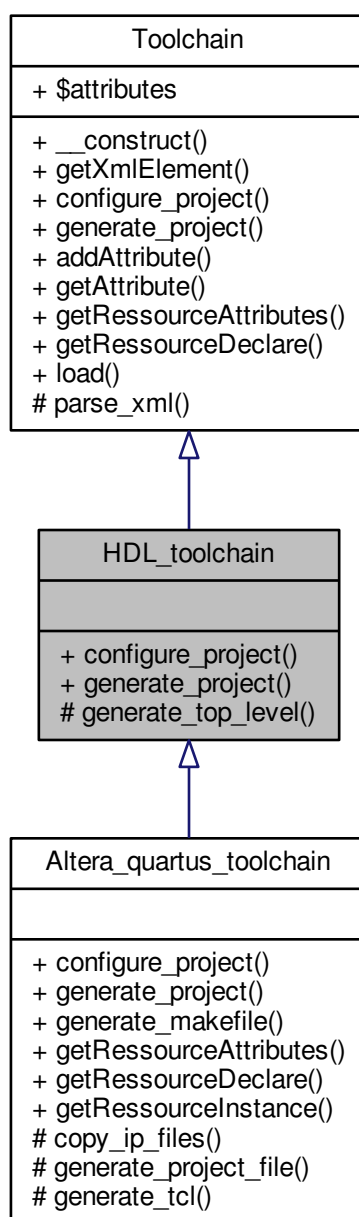 Toolchain
+ $attributes
+ __construct()
+ getXmlElement()
+ configure_project()
+ generate_project()
+ addAttribute()
+ getAttribute()
+ getRessourceAttributes()
+ getRessourceDeclare()
+ load()
# parse_xml()
HDL_toolchain
+ configure_project()
+ generate_project()
# generate_top_level()
Altera_quartus_toolchain
+ configure_project()
+ generate_project()
+ generate_makefile()
+ getRessourceAttributes()
+ getRessourceDeclare()
+ getRessourceInstance()
# copy_ip_files()
# generate_project_file()
# generate_tcl()